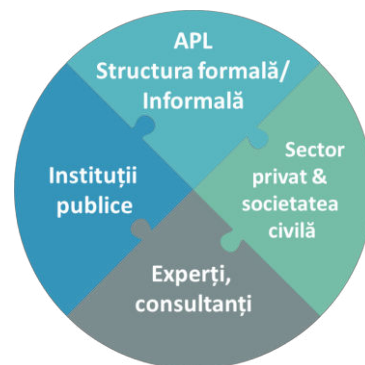 APL
Structura formală/
Informală
Instituții
publice
Sector
privat &
societatea
civilă
Experți,
consultanți